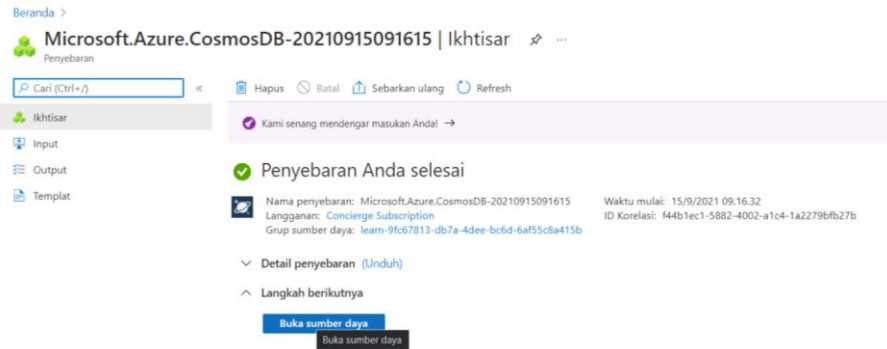 Beranda >
Microsoft.Azure.CosmosDB-20210915091615 | Ikhtisar
Penyebaran
Cari (Ctrl+/)
Hapus Batal Sebarkan ulang Refresh
Ikhtisar
Input
Output
Templat
Kami senang mendengar masukan Anda! →
Penyebaran Anda selesai
Nama penyebaran: Microsoft.Azure.CosmosDB-20210915091615 Waktu mulai: 15/9/2021 09.16.32
Langganan: Concierge Subscription ID Korelasi: f44b1ec1-5882-4002-a1c4-1a2279bfb27b
Grup sumber daya: learn-9fc67813-db7a-4dee-bc6d-6af55c8a415b
Detail penyebaran (Unduh)
Langkah berikutnya
Buka sumber daya
Buka sumber daya